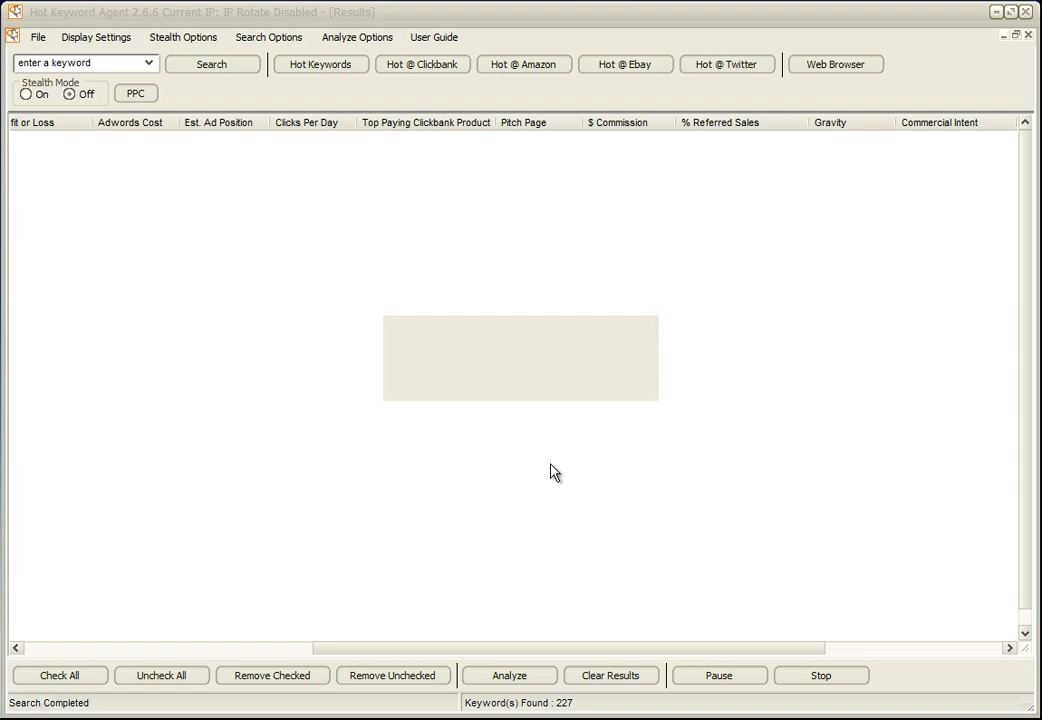 Hot Keyword Agent 2.6.6 Current IP: IP Rotate Disabled - [Results]
File Display Settings Stealth Options Search Options Analyze Options User Guide
enter a keyword Search Hot Keywords Hot @ Clickbank Hot @ Amazon Hot @ Ebay Hot @ Twitter Web Browser
Stealth Mode
On Off PPC
fit or Loss Adwords Cost Est. Ad Position Clicks Per Day Top Paying Clickbank Product Pitch Page $ Commission % Referred Sales Gravity Commercial Intent
Check All Uncheck All Remove Checked Remove Unchecked Analyze Clear Results Pause Stop
Search Completed Keyword(s) Found : 227